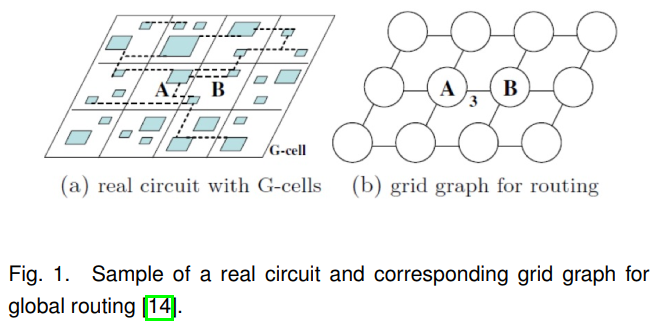 A B
G-cell
A 3 B
(a) real circuit with G-cells (b) grid graph for routing
Fig. 1. Sample of a real circuit and corresponding grid graph for
global routing [14].